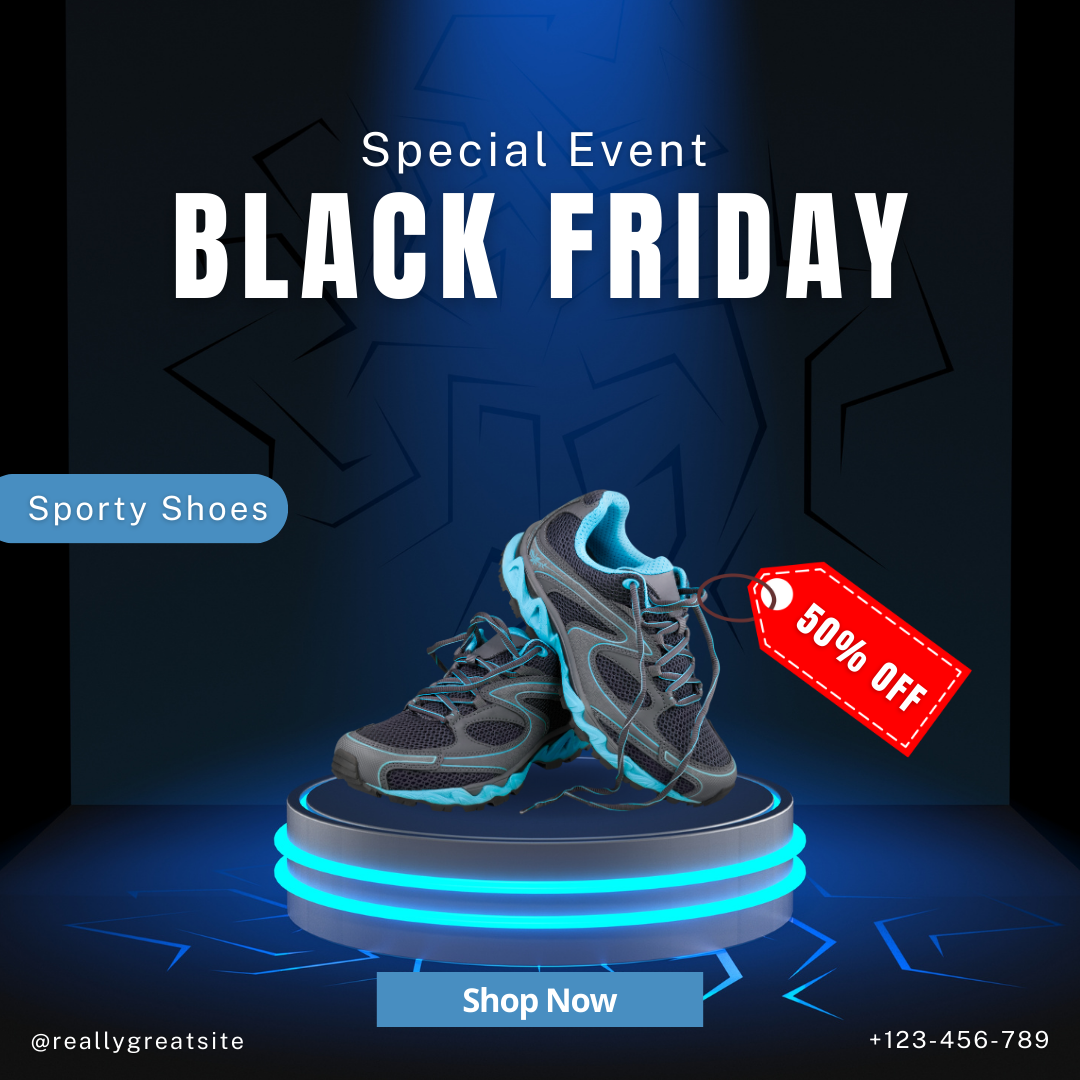 Special Event
BLACK FRIDAY
Sporty Shoes
50% OFF
Shop Now
@reallygreatsite
+123-456-789